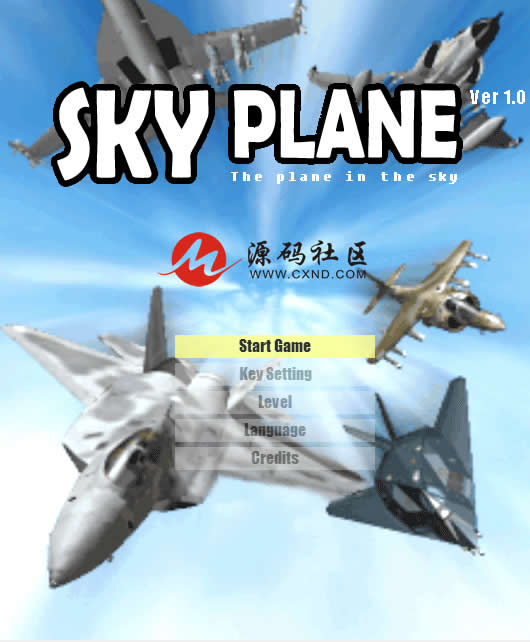 SKY PLANE
Ver 1.0
The plane in the sky
源码社区
WWW.CXND.COM
Start Game
Key Setting
Level
Language
Credits